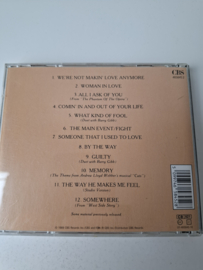 CBS
1. WE'RE NOT MAKIN' LOVE ANYMORE
2. WOMAN IN LOVE
3. ALL I ASK OF YOU
(From "The Phantom Of The Opera")
4. COMIN' IN AND OUT OF YOUR LIFE
5. WHAT KIND OF FOOL
(Duet with Barry Gibb)
6. THE MAIN EVENT/FIGHT
7. SOMEONE THAT I USED TO LOVE
8. BY THE WAY
9. GUILTY
(Duet with Barry Gibb)
10. MEMORY
(The Theme from Andrew Lloyd Webber's musical "Cats")
11. THE WAY HE MAKES ME FEEL
(Studio Version)
12. SOMEWHERE
(From "West Side Story")